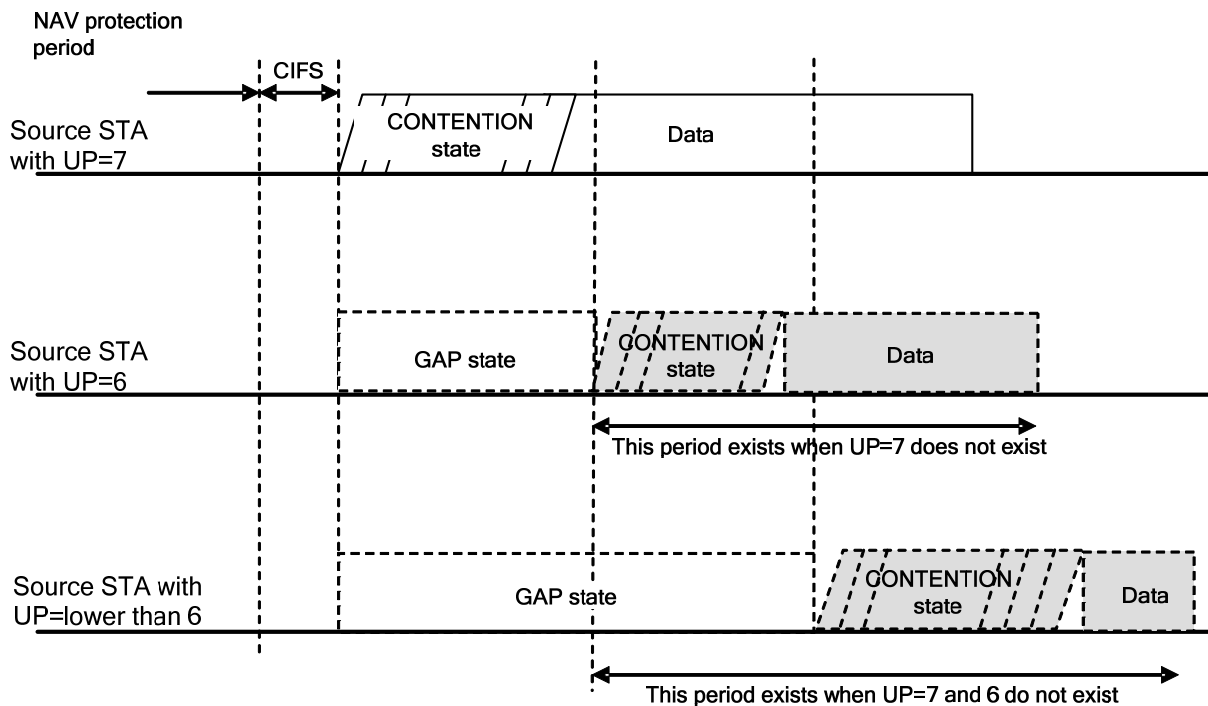 NAV protection
period
CIFS
Source STA
with UP=7
CONTENTION
state
Data
Source STA
with UP=6
GAP state
CONTENTION
state
Data
This period exists when UP=7 does not exist
Source STA with
UP=lower than 6
GAP state
CONTENTION
state
Data
This period exists when UP=7 and 6 do not exist